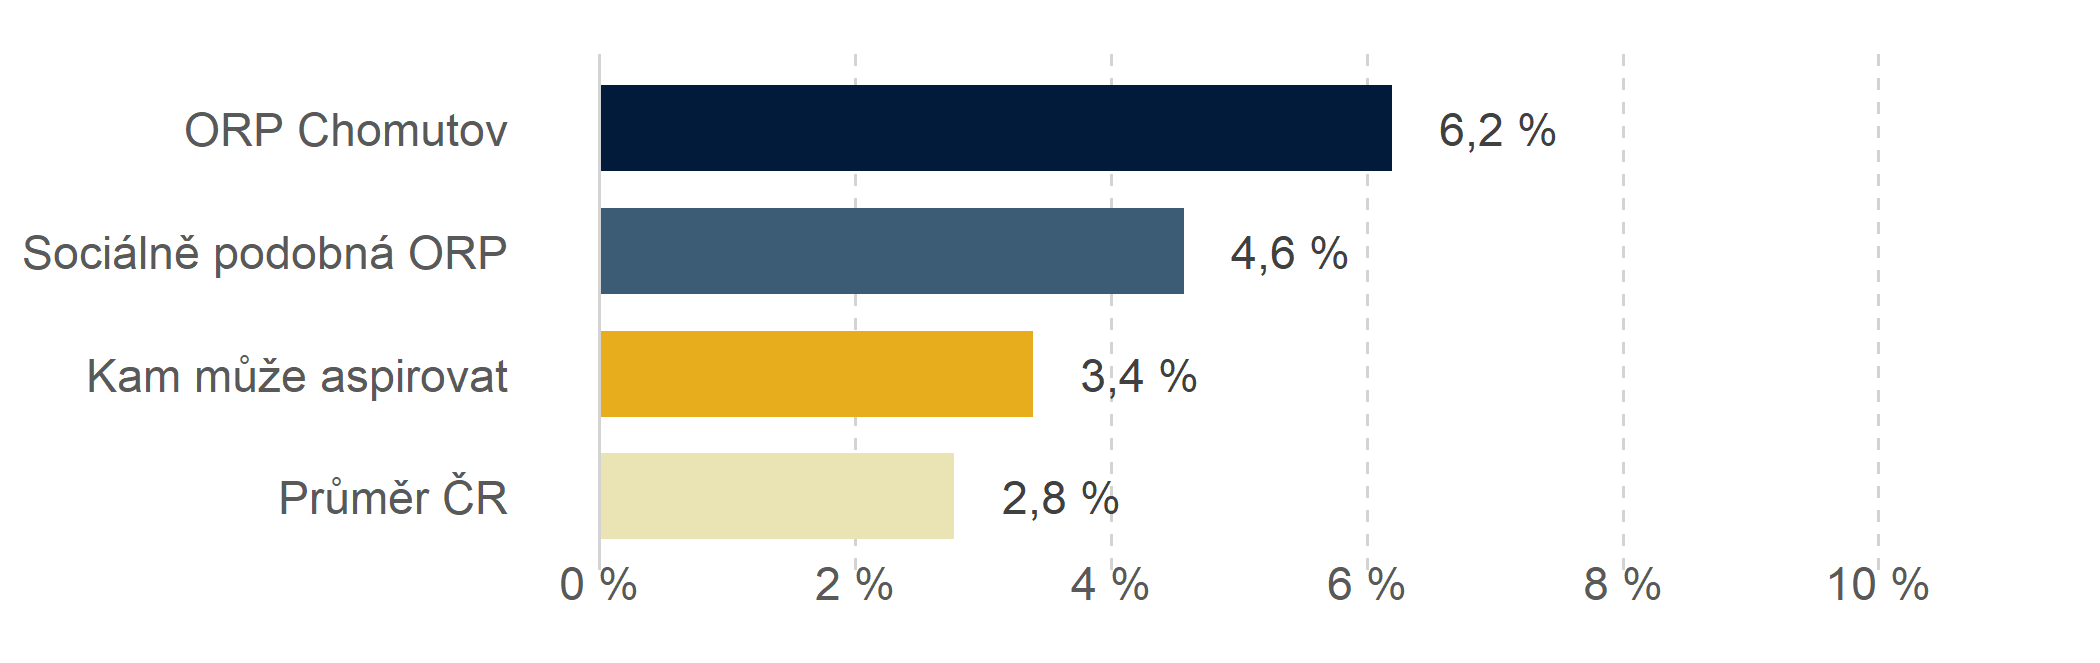 ORP Chomutov 6,2 %
Sociálně podobná ORP 4,6 %
Kam může aspirovat 3,4 %
Průměr ČR 2,8 %
0 % 2 % 4 % 6 % 8 % 10 %